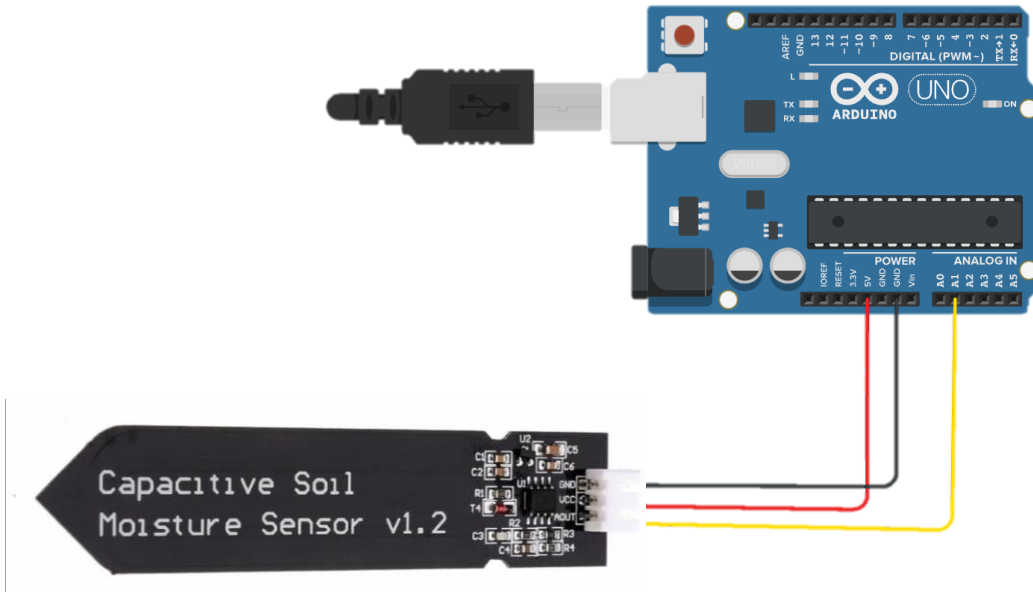 AREF
GND
13
12
~11
~10
~9
8
7
~6
~5
4
~3
2
TX→1
RX←0
DIGITAL (PWM ~)
L
TX
RX
ARDUINO
UNO
ON
POWER
ANALOG IN
IOREF
RESET
3.3V
5V
GND
GND
Vin
A0
A1
A2
A3
A4
A5
Capacitive Soil
Moisture Sensor v1.2
U2
C1
C5
C2
C6
R1
U1
GND
T4
VCC
AOUT
R2
C3
R3
C4
R4